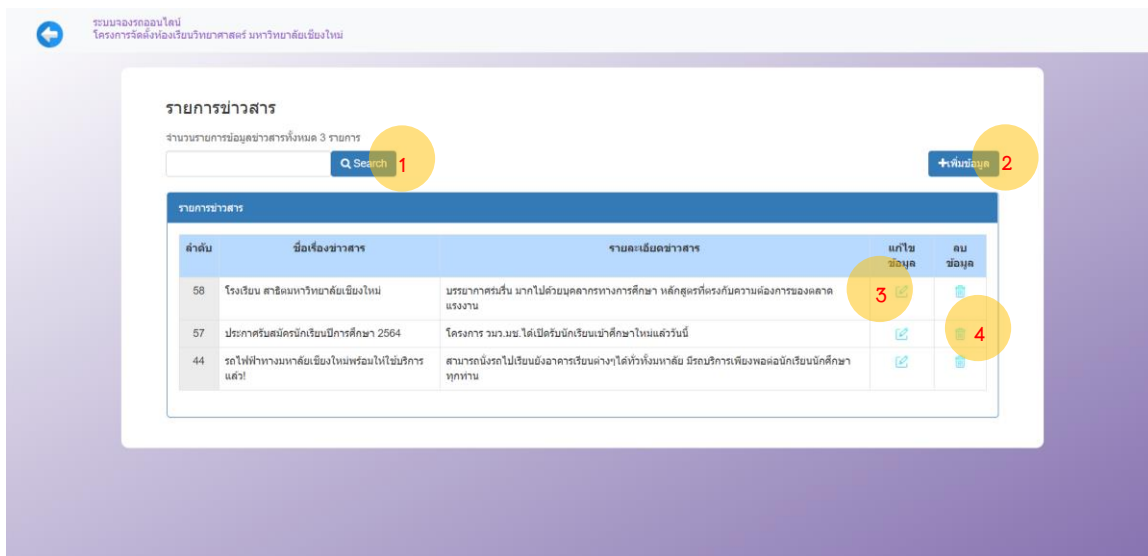 ระบบจองรถออนไลน์
โครงการจัดตั้งห้องเรียนวิทยาศาสตร์ มหาวิทยาลัยเชียงใหม่
รายการข่าวสาร
จำนวนรายการข้อมูลข่าวสารทั้งหมด 3 รายการ
Search 1
+เพิ่มข้อมูล 2
รายการข่าวสาร
ลำดับ ชื่อเรื่องข่าวสาร รายละเอียดข่าวสาร แก้ไข ลบ
ข้อมูล ข้อมูล
58 โรงเรียน สาธิตมหาวิทยาลัยเชียงใหม่ บรรยากาศร่มรื่น มากไปด้วยบุคลากรทางการศึกษา หลักสูตรที่ตรงกับความต้องการของตลาด 3
แรงงาน
57 ประกาศรับสมัครนักเรียนปีการศึกษา 2564 โครงการ วมว.มช.ได้เปิดรับนักเรียนเข้าศึกษาใหม่แล้ววันนี้ 4
44 รถไฟฟ้าทางมหาลัยเชียงใหม่พร้อมให้ใช้บริการ สามารถนั่งรถไปเรียนยังอาคารเรียนต่างๆได้ทั่วทั้งมหาลัย มีรถบริการเพียงพอต่อนักเรียนนักศึกษา
แล้ว! ทุกท่าน